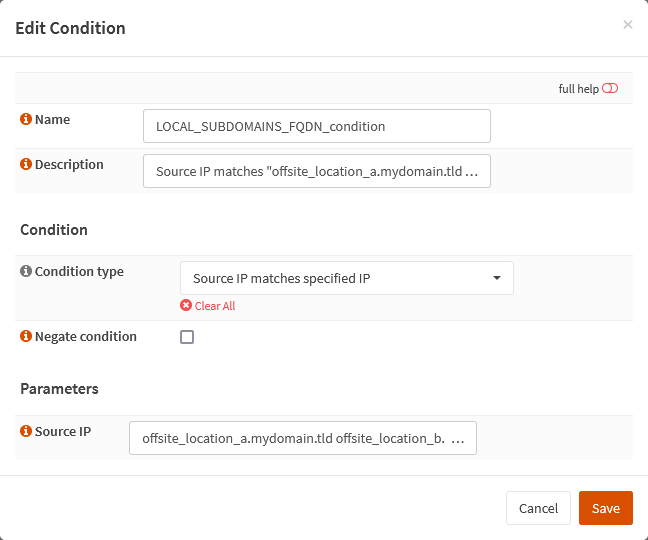 Edit Condition
×
full help
Name
LOCAL_SUBDOMAINS_FQDN_condition
Description
Source IP matches "offsite_location_a.mydomain.tld ...
Condition
Condition type
Source IP matches specified IP
Clear All
Negate condition
Parameters
Source IP
offsite_location_a.mydomain.tld offsite_location_b. ...
Cancel
Save